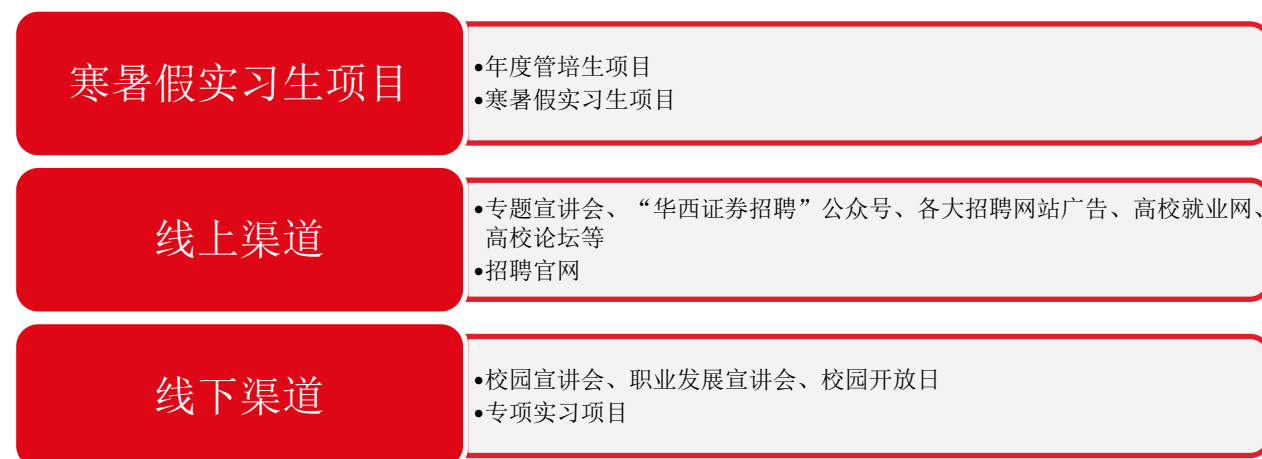 寒暑假实习生项目
•年度管培生项目
•寒暑假实习生项目
线上渠道
•专题宣讲会、“华西证券招聘”公众号、各大招聘网站广告、高校就业网、
高校论坛等
•招聘官网
线下渠道
•校园宣讲会、职业发展宣讲会、校园开放日
•专项实习项目